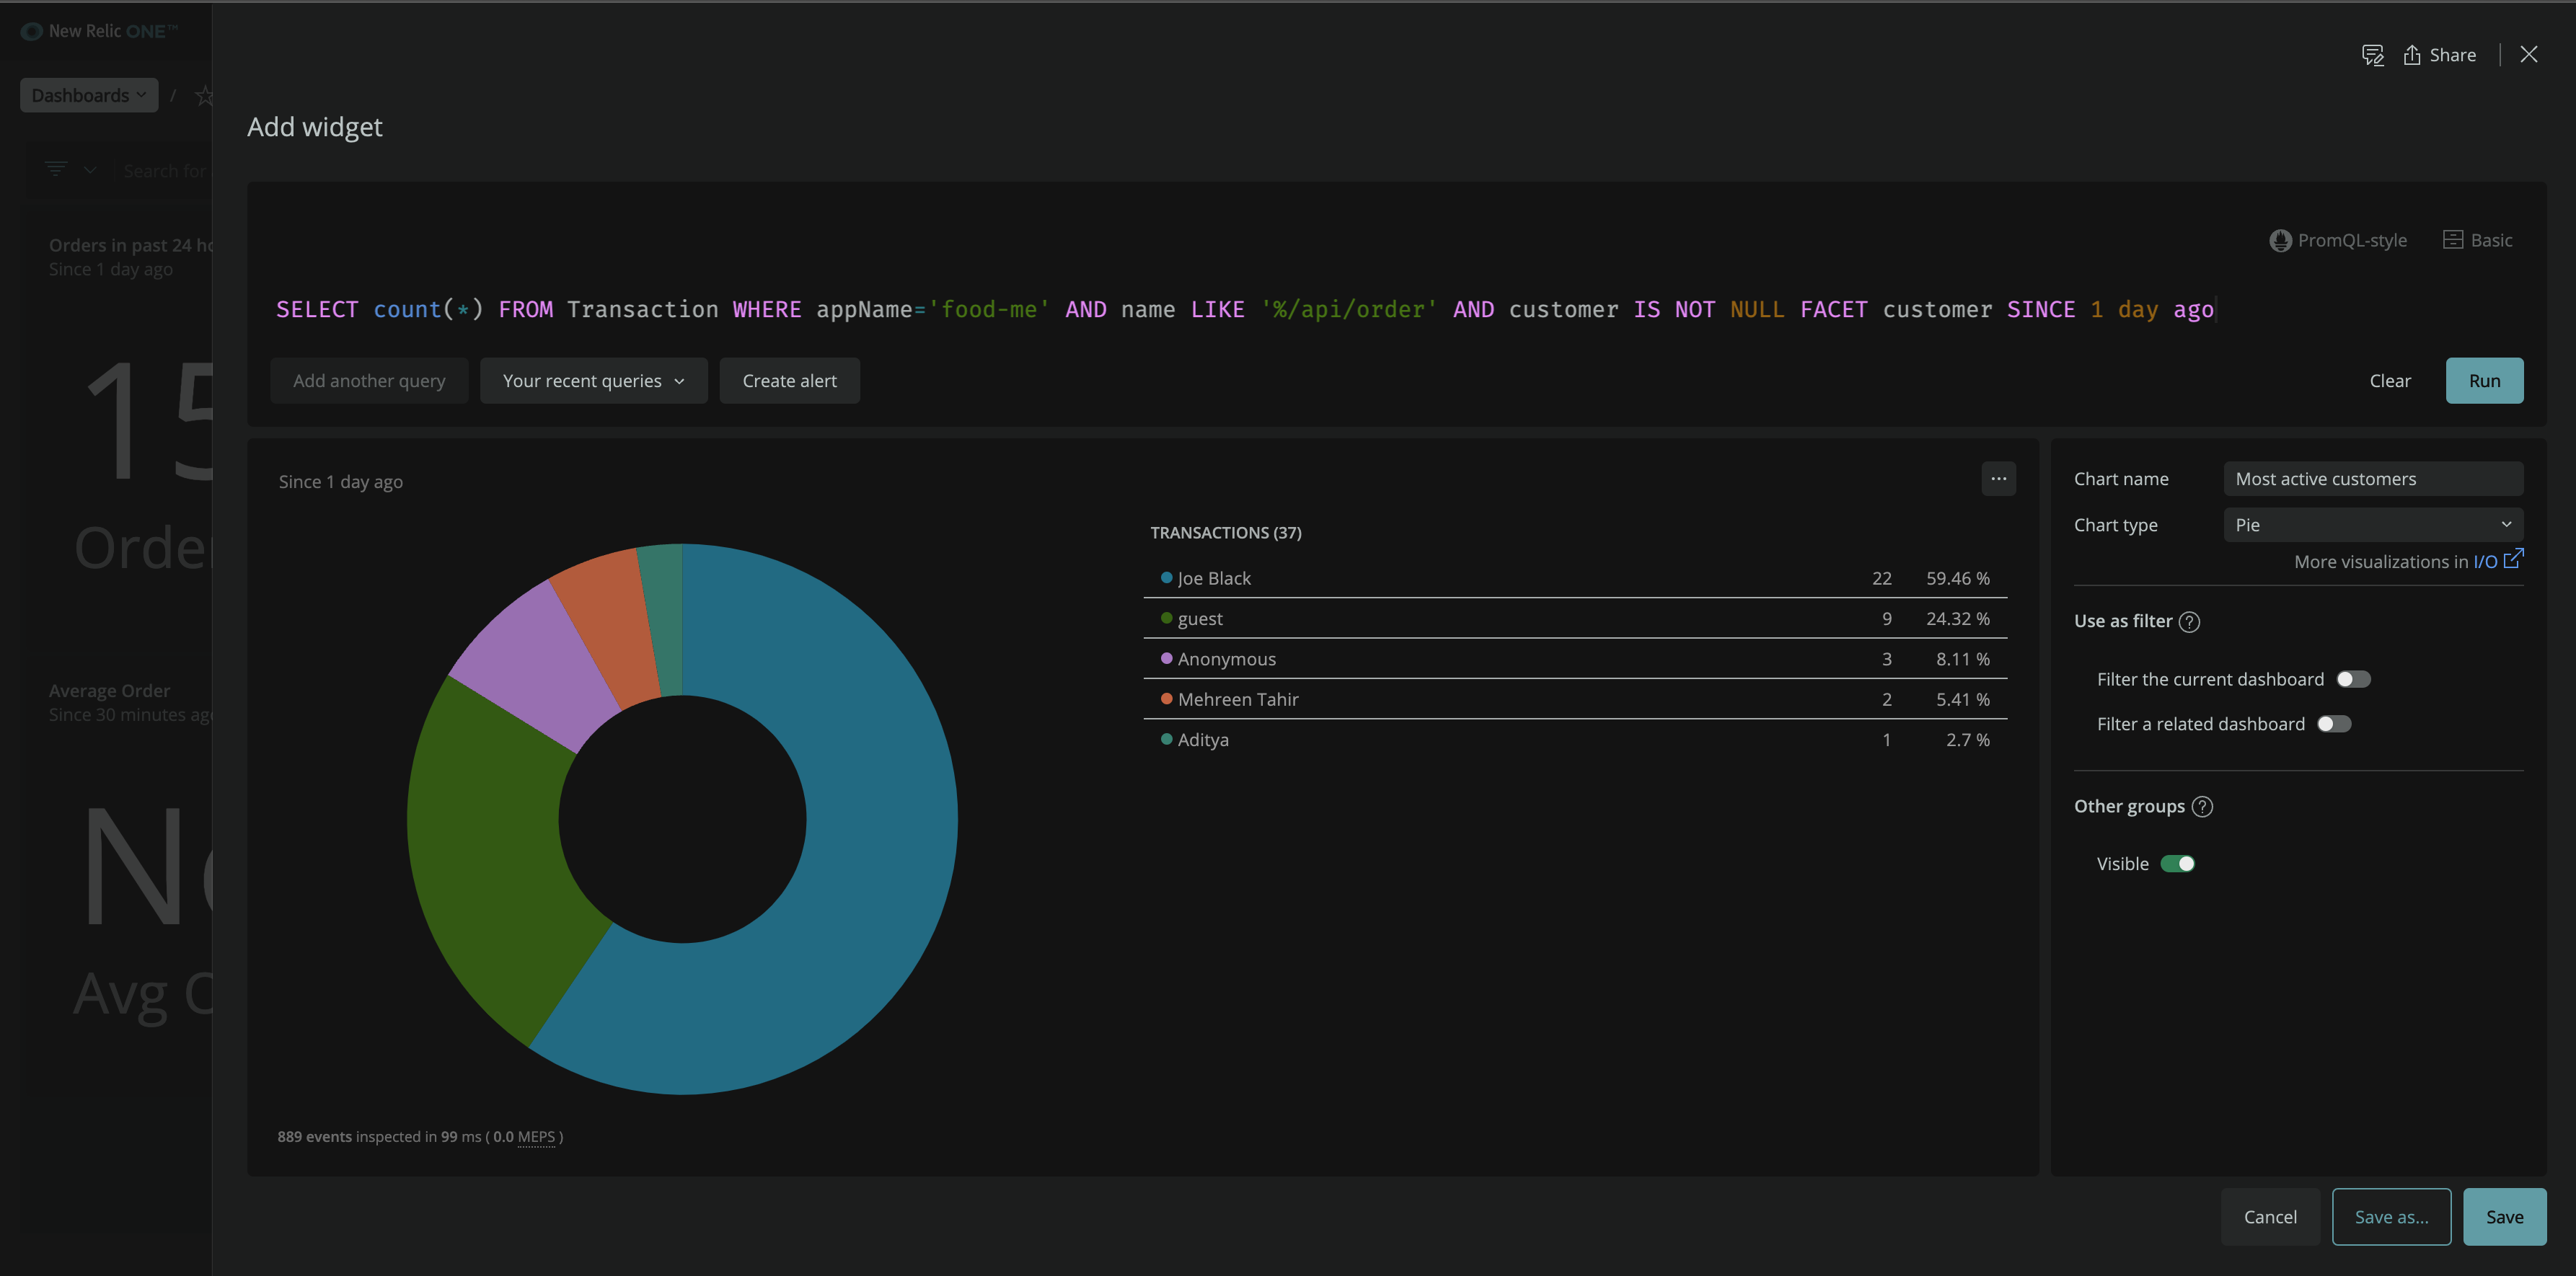 New Relic ONE™
Share
Dashboards /
Add widget
Search for
PromQL-style
Basic
Orders in past 24
Since 1 day ago
SELECT count(*) FROM Transaction WHERE appName='food-me' AND name LIKE '%/api/order' AND customer IS NOT NULL FACET customer SINCE 1 day ago
15
Add another query
Your recent queries
Create alert
Clear
Run
Since 1 day ago
...
Chart name
Most active customers
Chart type
Pie
More visualizations in I/O
TRANSACTIONS (37)
Joe Black 22 59.46 %
guest 9 24.32 %
Anonymous 3 8.11 %
Mehreen Tahir 2 5.41 %
Aditya 1 2.7 %
Use as filter ?
Filter the current dashboard
Filter a related dashboard
Other groups ?
Visible
Average Order
Since 30 minutes
Avg
889 events inspected in 99 ms ( 0.0 MEPS )
Cancel
Save as...
Save